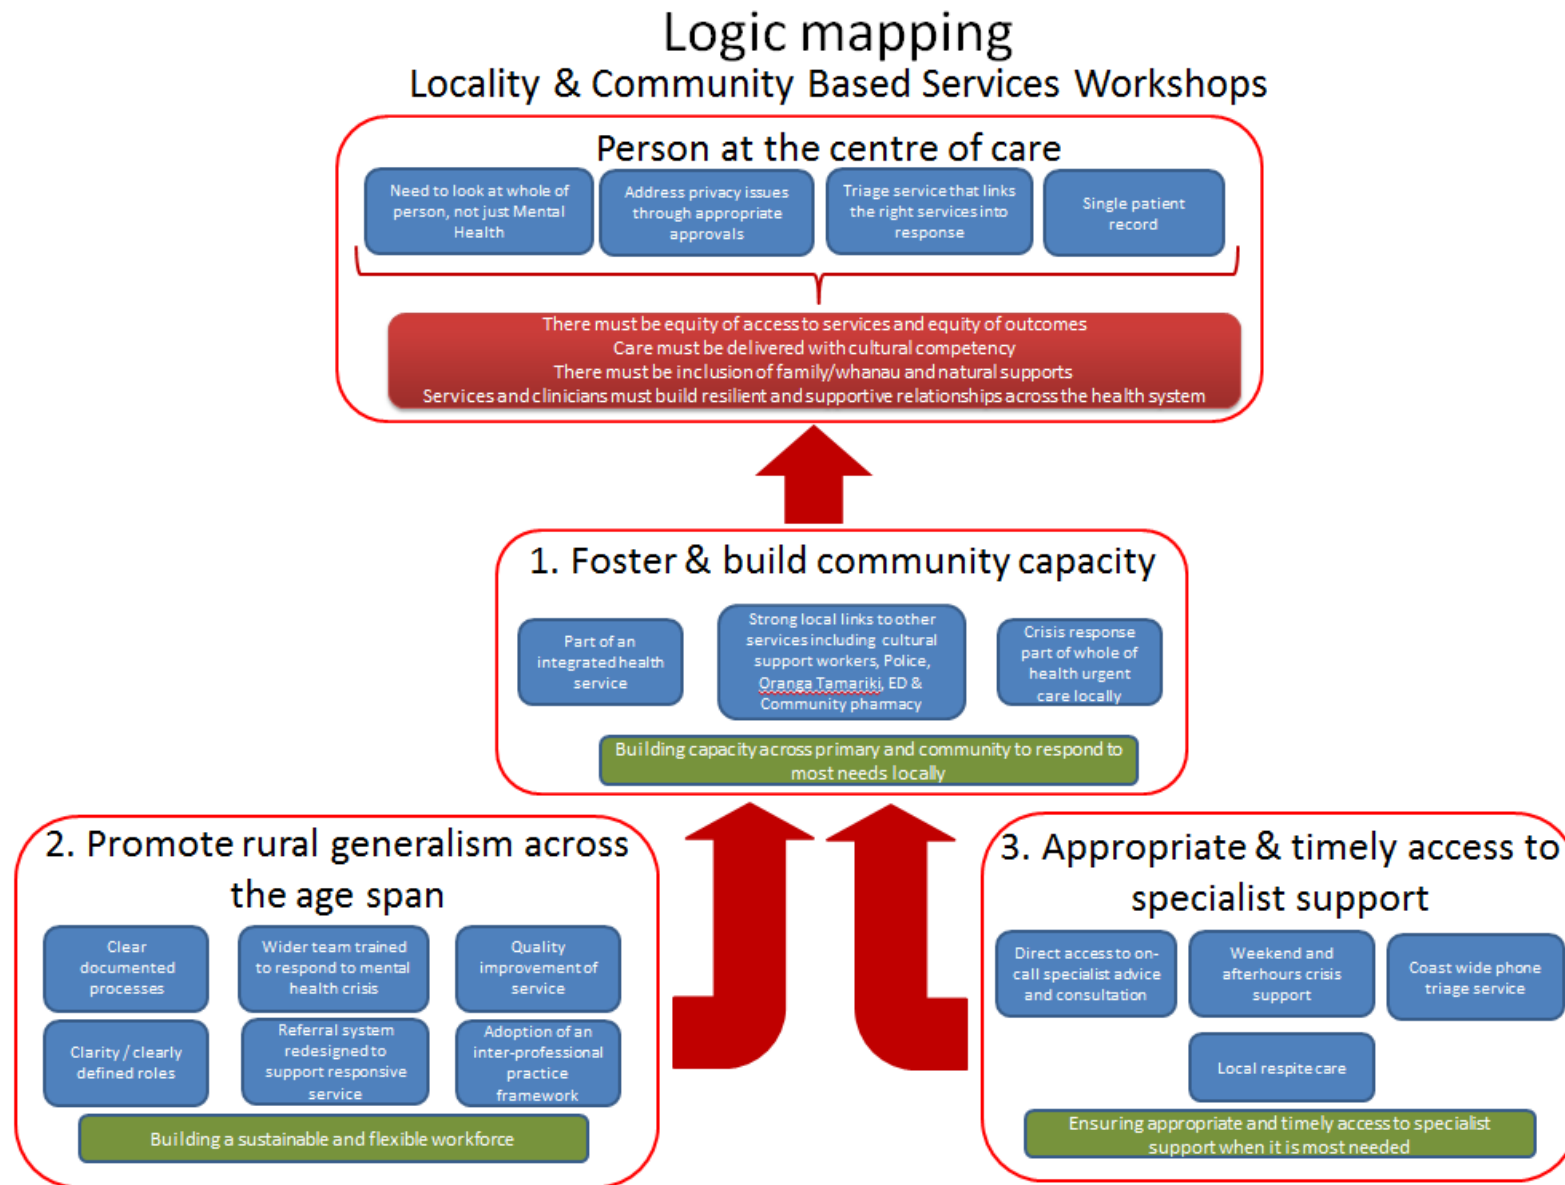 Logic mapping
Locality & Community Based Services Workshops
Person at the centre of care
Need to look at whole of
person, not just Mental
Health
Address privacy issues
through appropriate
approvals
Triage service that links
the right services into
response
Single patient
record
There must be equity of access to services and equity of outcomes
Care must be delivered with cultural competency
There must be inclusion of family/whanau and natural supports
Services and clinicians must build resilient and supportive relationships across the health system
1. Foster & build community capacity
Part of an
integrated health
service
Strong local links to other
services including cultural
support workers, Police,
Oranga Tamariki, ED &
Community pharmacy
Crisis response
part of whole of
health urgent
care locally
Building capacity across primary and community to respond to
most needs locally
2. Promote rural generalism across
the age span
Clear
documented
processes
Wider team trained
to respond to mental
health crisis
Quality
improvement of
service
Clarity / clearly
defined roles
Referral system
redesigned to
support responsive
service
Adoption of an
inter-professional
practice
framework
Building a sustainable and flexible workforce
3. Appropriate & timely access to
specialist support
Direct access to on-
call specialist advice
and consultation
Weekend and
afterhours crisis
support
Coast wide phone
triage service
Local respite care
Ensuring appropriate and timely access to specialist
support when it is most needed